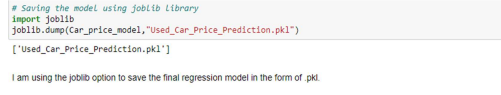 # Saving the model using joblib library
import joblib
joblib.dump(Car_price_model,"Used_Car_Price_Prediction.pkl")
['Used_Car_Price_Prediction.pkl']
I am using the joblib option to save the final regression model in the form of .pkl.